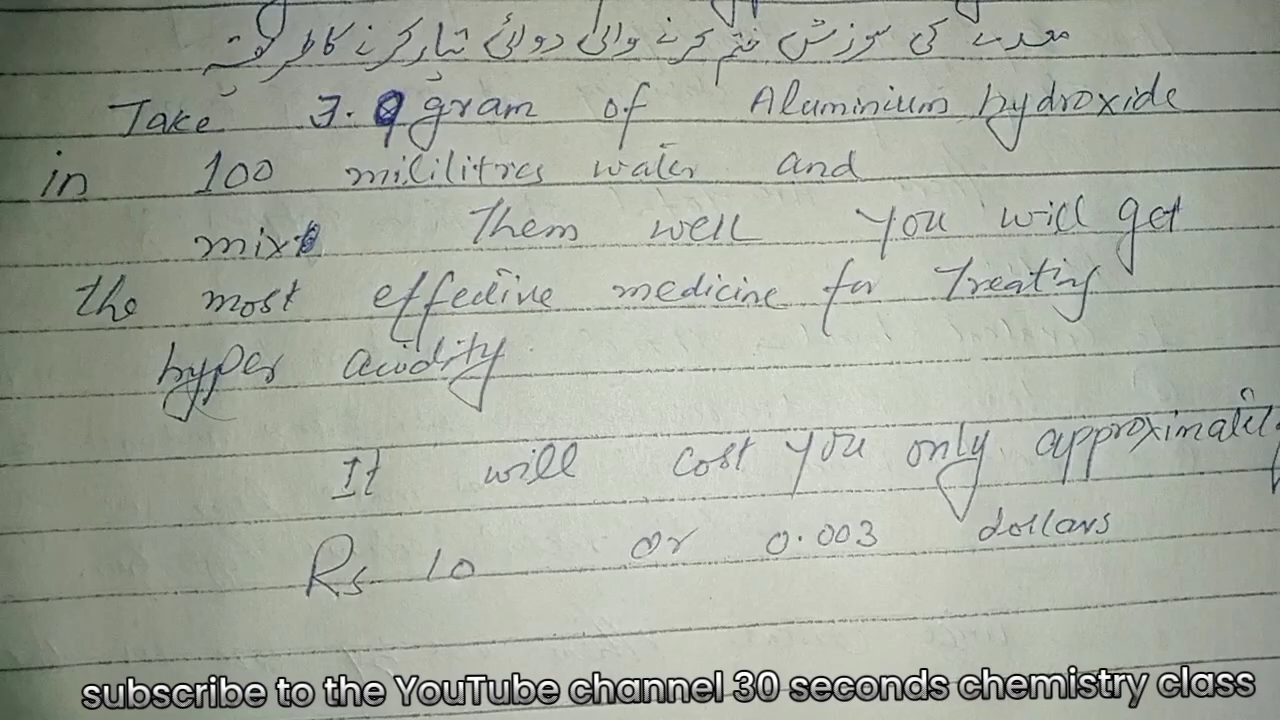 معدے کی سوزش ختم کرنے والی دوائی تیار کرنے کا طریقہ
Take 3.9 gram of Aluminium hydroxide
in 100 mililitres water and
mix them well you will get
the most effective medicine for treating
hyper acidity
It will cost you only approximately
Rs 10 or 0.003 dollars
subscribe to the YouTube channel 30 seconds chemistry class